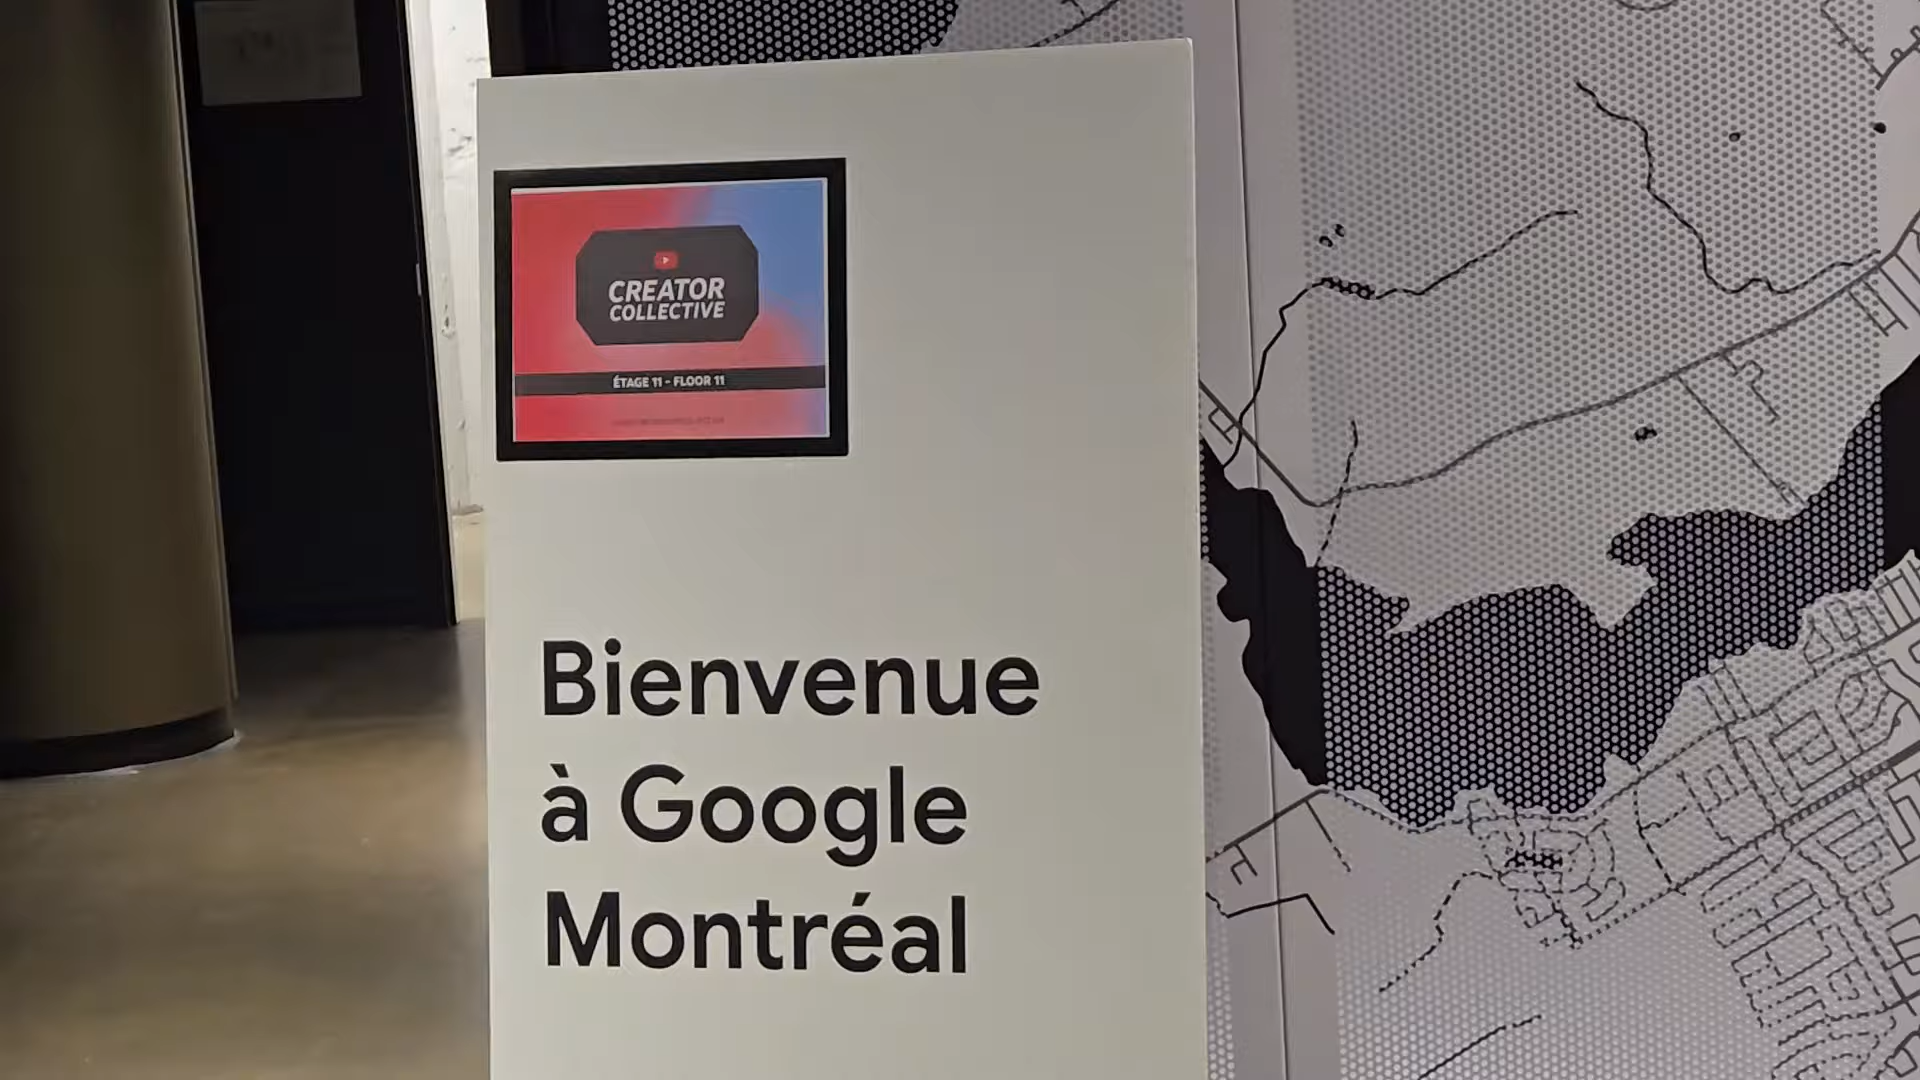 CREATOR
COLLECTIVE
ÉTAGE 11 - FLOOR 11
Bienvenue
à Google
Montréal